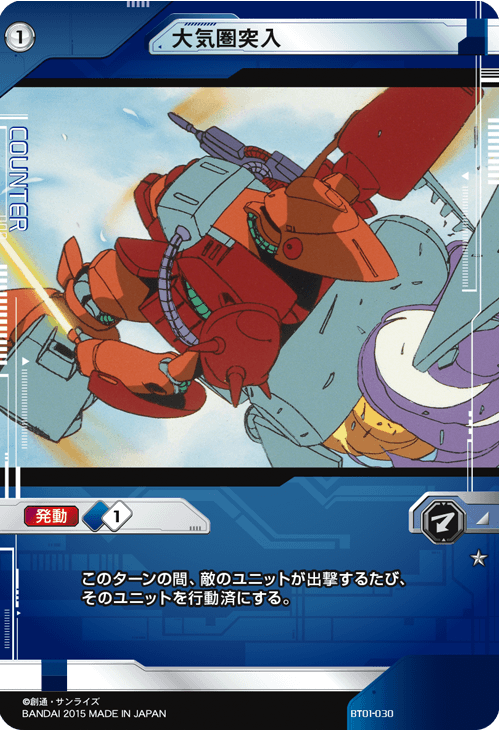 1
大気圏突入
COUNTER
発動
1
このターンの間、敵のユニットが出撃するたび、
そのユニットを行動済にする。
©創通・サンライズ
BANDAI 2015 MADE IN JAPAN
BT01-030